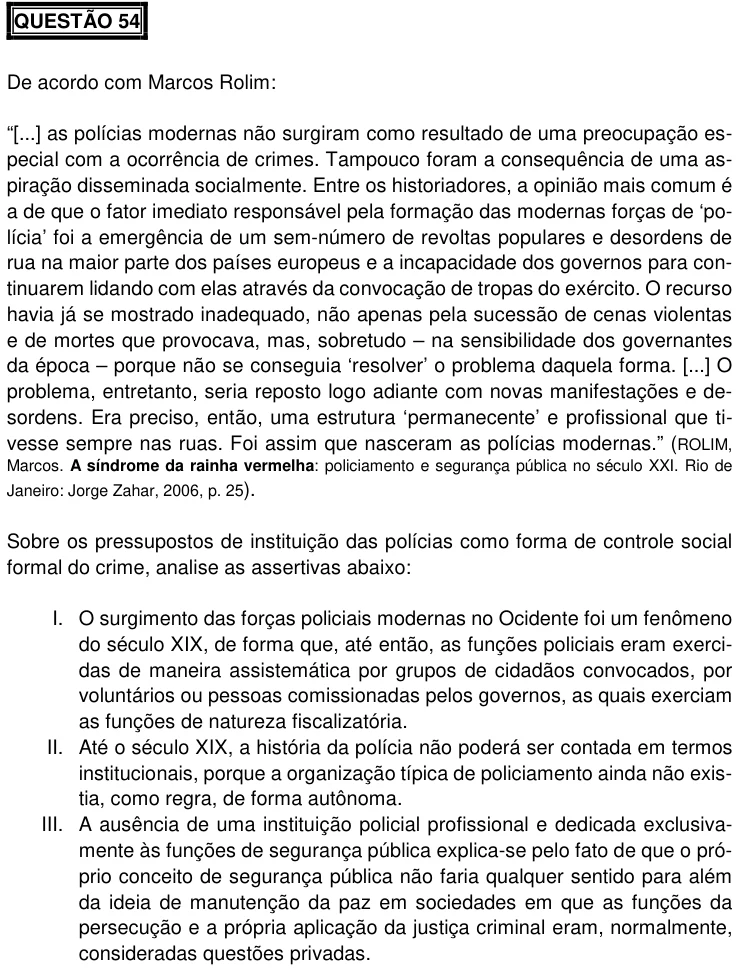 QUESTÃO 54
De acordo com Marcos Rolim:
“[...] as polícias modernas não surgiram como resultado de uma preocupação es-
pecial com a ocorrência de crimes. Tampouco foram a consequência de uma as-
piração disseminada socialmente. Entre os historiadores, a opinião mais comum é
a de que o fator imediato responsável pela formação das modernas forças de ‘po-
lícia’ foi a emergência de um sem-número de revoltas populares e desordens de
rua na maior parte dos países europeus e a incapacidade dos governos para con-
tinuarem lidando com elas através da convocação de tropas do exército. O recurso
havia já se mostrado inadequado, não apenas pela sucessão de cenas violentas
e de mortes que provocava, mas, sobretudo – na sensibilidade dos governantes
da época – porque não se conseguia ‘resolver’ o problema daquela forma. [...] O
problema, entretanto, seria reposto logo adiante com novas manifestações e de-
sordens. Era preciso, então, uma estrutura ‘permanecente’ e profissional que ti-
vesse sempre nas ruas. Foi assim que nasceram as polícias modernas.” (ROLIM,
Marcos. A síndrome da rainha vermelha: policiamento e segurança pública no século XXI. Rio de
Janeiro: Jorge Zahar, 2006, p. 25).
Sobre os pressupostos de instituição das polícias como forma de controle social
formal do crime, analise as assertivas abaixo:
I. O surgimento das forças policiais modernas no Ocidente foi um fenômeno
do século XIX, de forma que, até então, as funções policiais eram exerci-
das de maneira assistemática por grupos de cidadãos convocados, por
voluntários ou pessoas comissionadas pelos governos, as quais exerciam
as funções de natureza fiscalizatória.
II. Até o século XIX, a história da polícia não poderá ser contada em termos
institucionais, porque a organização típica de policiamento ainda não exis-
tia, como regra, de forma autônoma.
III. A ausência de uma instituição policial profissional e dedicada exclusiva-
mente às funções de segurança pública explica-se pelo fato de que o pró-
prio conceito de segurança pública não faria qualquer sentido para além
da ideia de manutenção da paz em sociedades em que as funções da
persecução e a própria aplicação da justiça criminal eram, normalmente,
consideradas questões privadas.